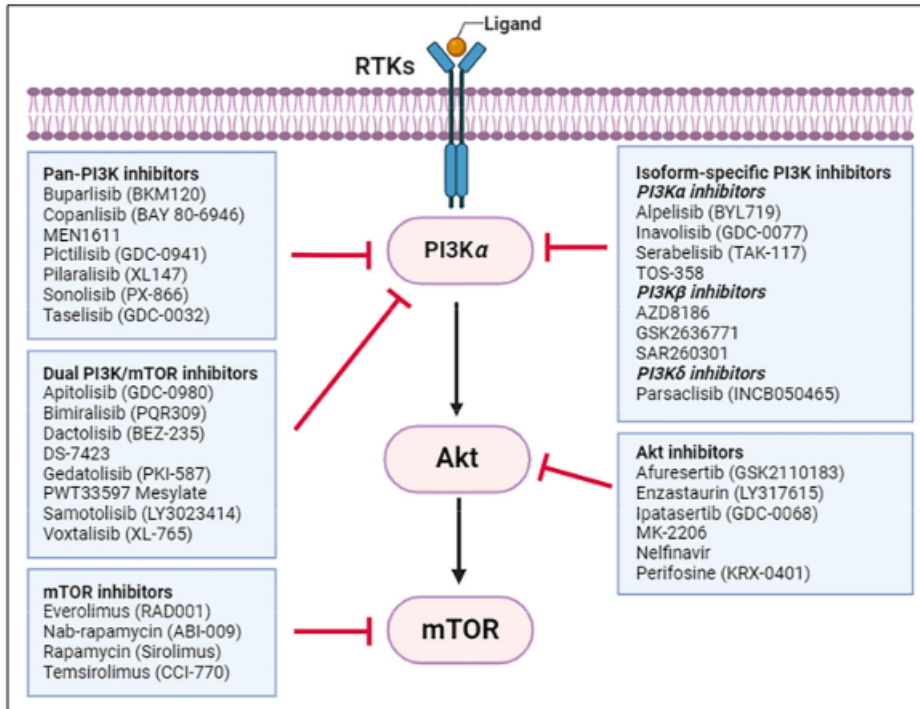 Ligand
RTKs
Pan-PI3K inhibitors
Buparlisib (BKM120)
Copanlisib (BAY 80-6946)
MEN1611
Pictilisib (GDC-0941)
Pilaralisib (XL147)
Sonolisib (PX-866)
Taselisib (GDC-0032)
Dual PI3K/mTOR inhibitors
Apitolisib (GDC-0980)
Bimiralisib (PQR309)
Dactolisib (BEZ-235)
DS-7423
Gedatolisib (PKI-587)
PWT33597 Mesylate
Samotolisib (LY3023414)
Voxtalisib (XL-765)
mTOR inhibitors
Everolimus (RAD001)
Nab-rapamycin (ABI-009)
Rapamycin (Sirolimus)
Temsirolimus (CCI-770)
PI3Kα
Akt
mTOR
Isoform-specific PI3K inhibitors
PI3Kα inhibitors
Alpelisib (BYL719)
Inavolisib (GDC-0077)
Serabelisib (TAK-117)
TOS-358
PI3Kβ inhibitors
AZD8186
GSK2636771
SAR260301
PI3Kδ inhibitors
Parsaclisib (INCB050465)
Akt inhibitors
Afuresertib (GSK2110183)
Enzastaurin (LY317615)
Ipatasertib (GDC-0068)
MK-2206
Nelfinavir
Perifosine (KRX-0401)